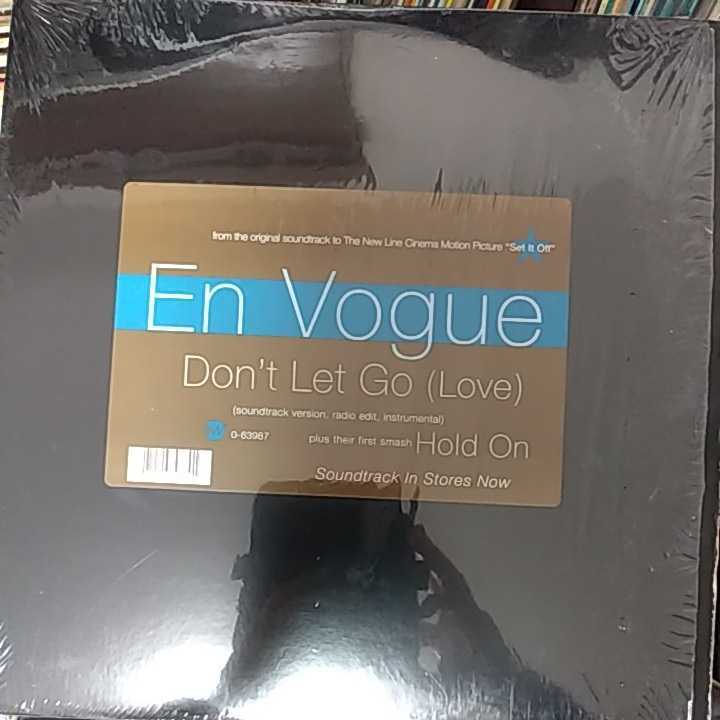 from the original soundtrack to The New Line Cinema Motion Picture "Set It Off"
En Vogue
Don't Let Go (Love)
(soundtrack version, radio edit, instrumental)
0-63987 plus their first smash Hold On
Soundtrack In Stores Now